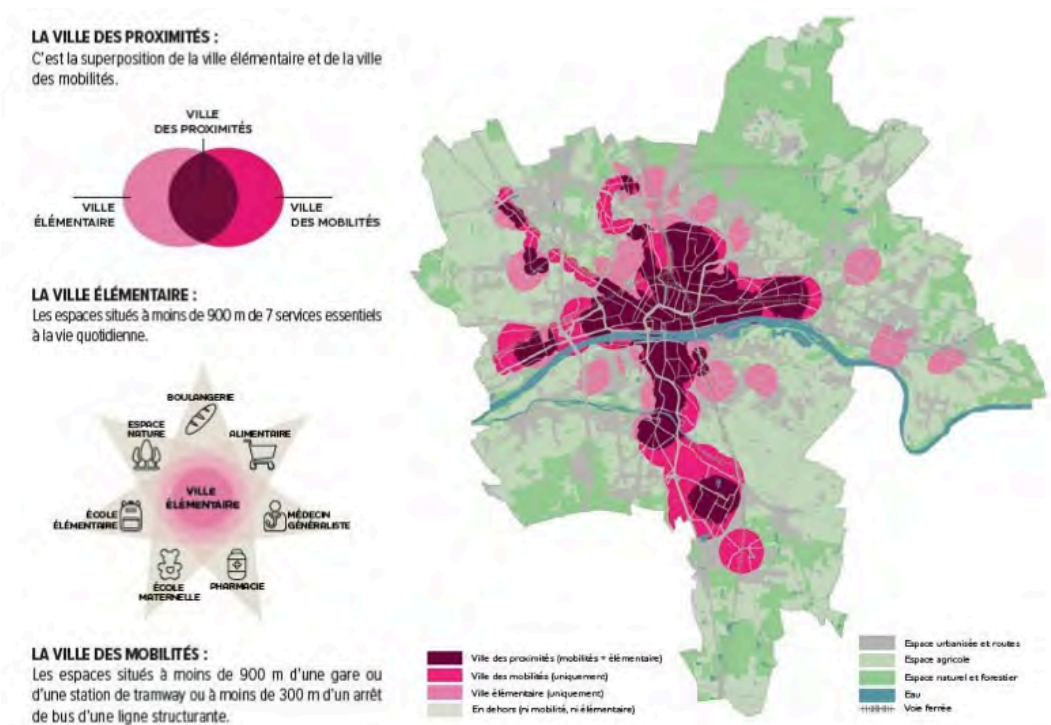 LA VILLE DES PROXIMITÉS :
C'est la superposition de la ville élémentaire et de la ville
des mobilités.
VILLE
DES PROXIMITÉS
VILLE
ÉLÉMENTAIRE
VILLE
DES MOBILITÉS
LA VILLE ÉLÉMENTAIRE :
Les espaces situés à moins de 900 m de 7 services essentiels
à la vie quotidienne.
BOULANGERIE
ESPACE
NATURE
ALIMENTAIRE
VILLE
ÉLÉMENTAIRE
ÉCOLE
ÉLÉMENTAIRE
MÉDECIN
GÉNÉRALISTE
ÉCOLE
MATERNELLE
PHARMACIE
LA VILLE DES MOBILITÉS :
Les espaces situés à moins de 900 m d'une gare ou
d'une station de tramway ou à moins de 300 m d'un arrêt
de bus d'une ligne structurante.
Ville des proximités (mobilités + élémentaire)
Ville des mobilités (uniquement)
Ville élémentaire (uniquement)
En dehors (ni mobilité, ni élémentaire)
Espace urbanisée et routes
Espace agricole
Espace naturel et forestier
Eau
Voie ferrée